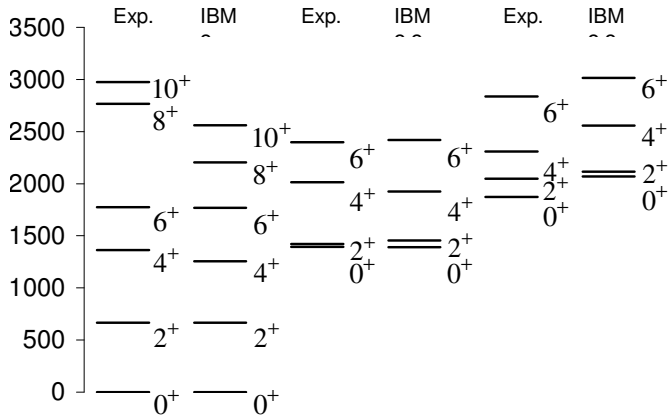 3500 Exp. IBM Exp. IBM Exp. IBM
3000 10⁺ 6⁺
8⁺ 6⁺
2500 10⁺ 6⁺ 6⁺ 4⁺
8⁺ 4⁺ 2⁺
2000 4⁺ 4⁺ 2⁺ 0⁺
6⁺ 6⁺ 0⁺
1500 2⁺ 2⁺
4⁺ 4⁺ 0⁺ 0⁺
1000
500 2⁺ 2⁺
0 0⁺ 0⁺